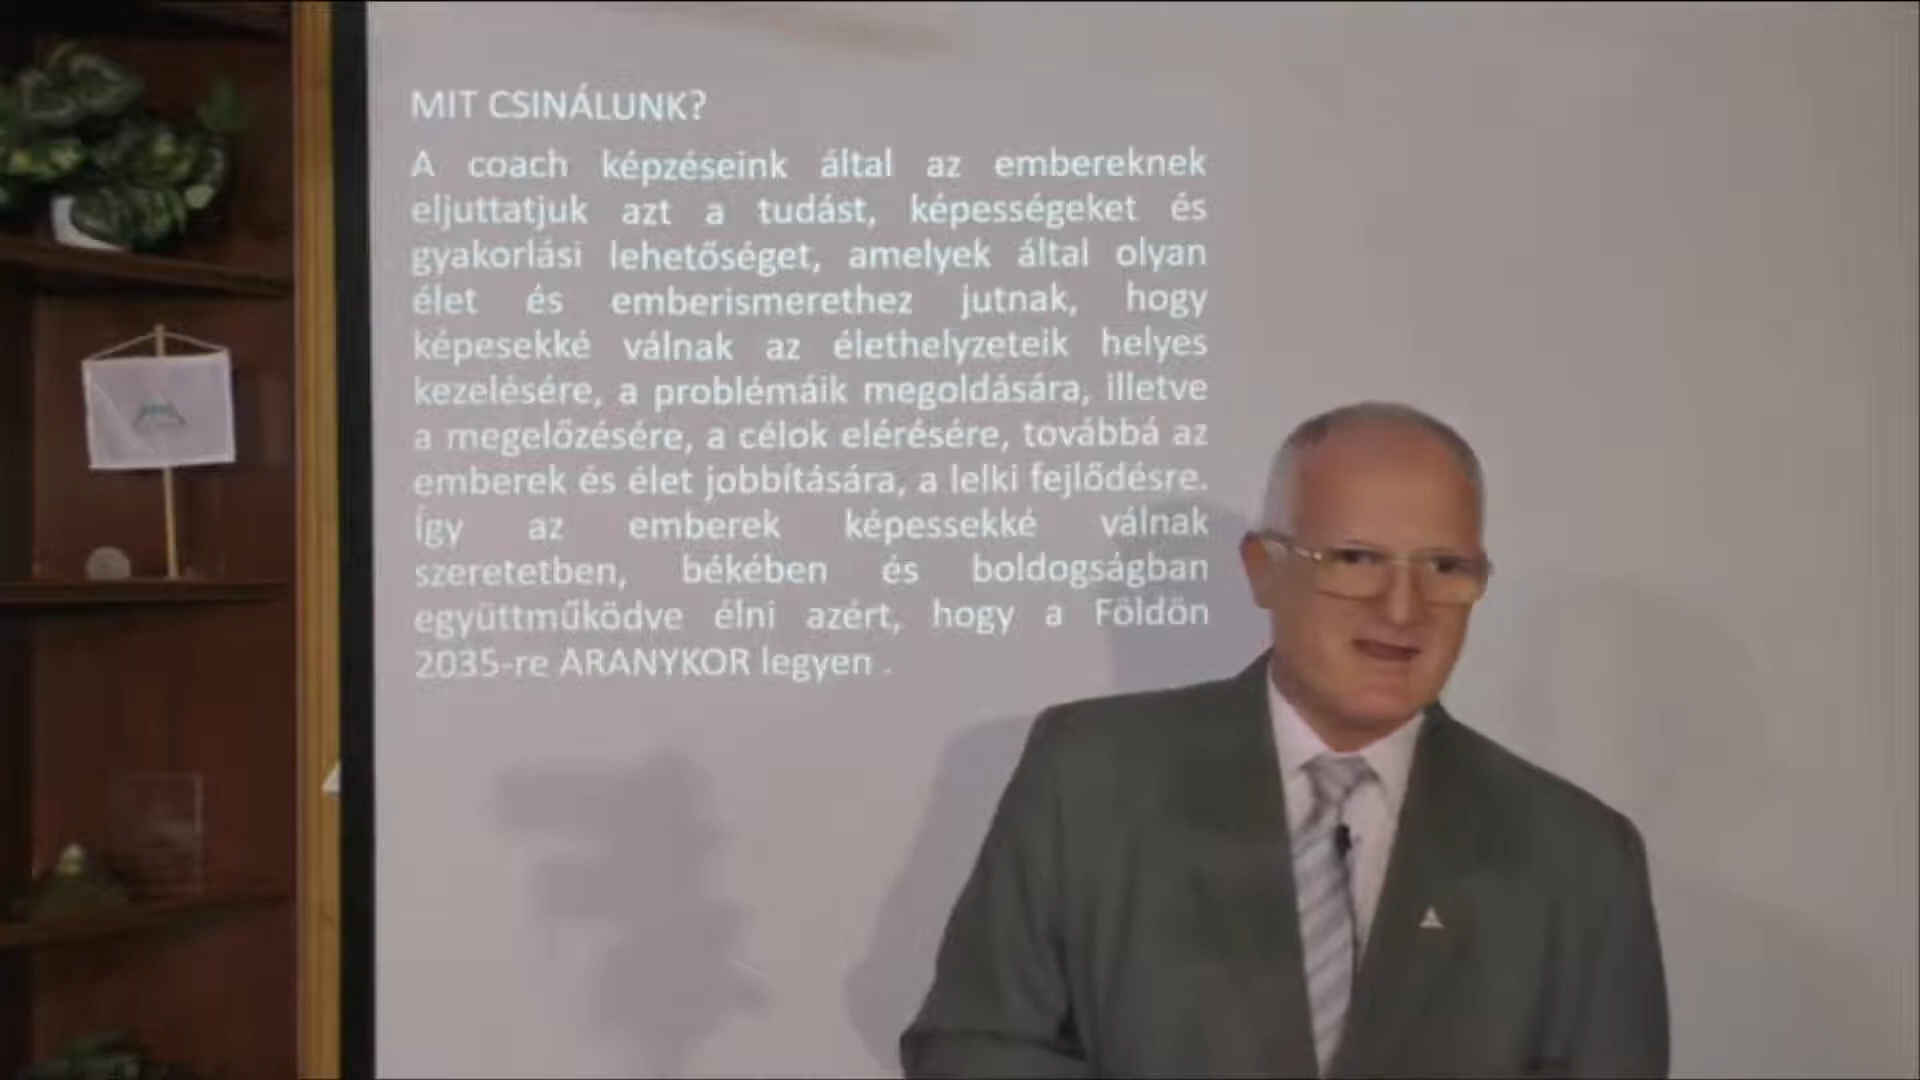 MIT CSINÁLUNK?
A coach képzéseink által az embereknek
eljuttatjuk azt a tudást, képességeket és
gyakorlási lehetőséget, amelyek által olyan
élet és emberismerethez jutnak, hogy
képesekké válnak az élethelyzeteik helyes
kezelésére, a problémáik megoldására, illetve
a megelőzésére, a célok elérésére, továbbá az
emberek és élet jobbítására, a lelki fejlődésre.
Így az emberek képessekké válnak
szeretetben, békében és boldogságban
együttműködve élni azért, hogy a Földön
2035-re ARANYKOR legyen .